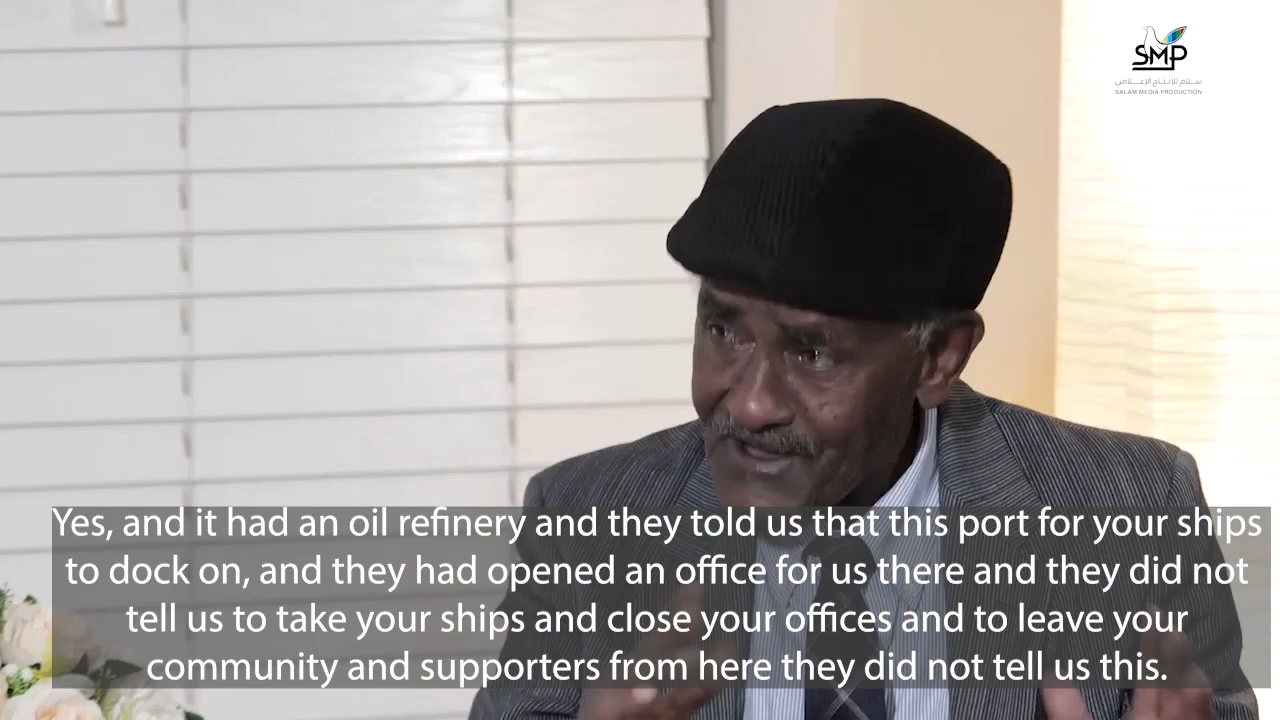 SMP
سلام للإنتاج الإعلامي
SALAM MEDIA PRODUCTION
Yes, and it had an oil refinery and they told us that this port for your ships
to dock on, and they had opened an office for us there and they did not
tell us to take your ships and close your offices and to leave your
community and supporters from here they did not tell us this.